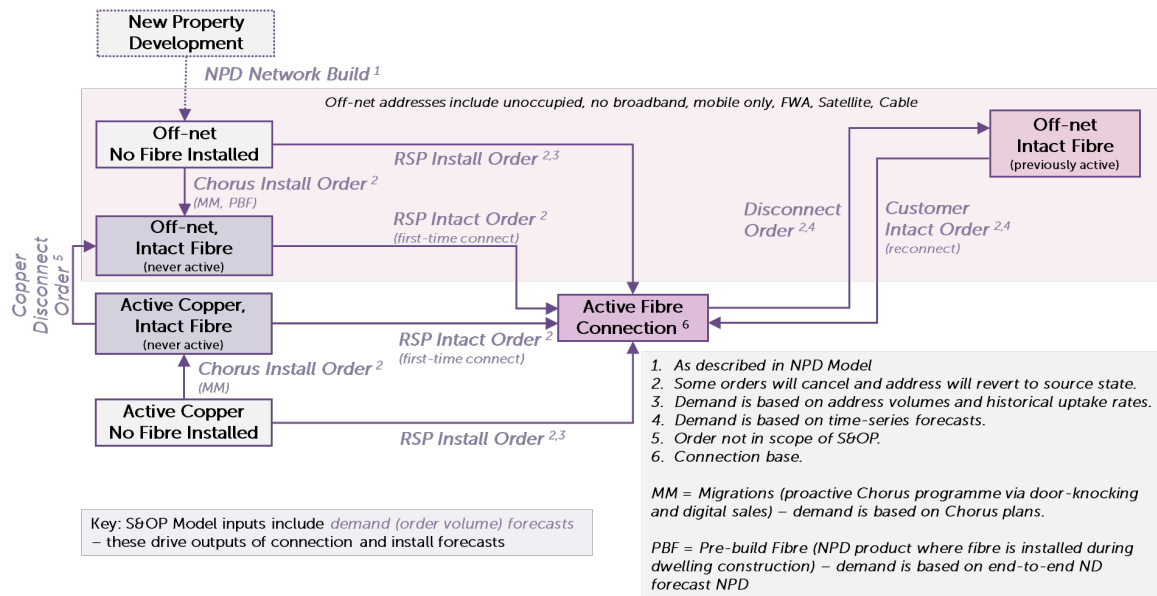 New Property
Development
NPD Network Build 1
Off-net addresses include unoccupied, no broadband, mobile only, FWA, Satellite, Cable
Off-net
No Fibre Installed
RSP Install Order 2,3
Off-net
Intact Fibre
(previously active)
Chorus Install Order 2
(MM, PBF)
Off-net,
Intact Fibre
(never active)
RSP Intact Order 2
(first-time connect)
Disconnect
Order 2,4
Customer
Intact Order 2,4
(reconnect)
Copper
Disconnect
Order 5
Active Copper,
Intact Fibre
(never active)
RSP Intact Order 2
(first-time connect)
Active Fibre
Connection 6
Chorus Install Order 2
(MM)
Active Copper
No Fibre Installed
RSP Install Order 2,3
1. As described in NPD Model
2. Some orders will cancel and address will revert to source state.
3. Demand is based on address volumes and historical uptake rates.
4. Demand is based on time-series forecasts.
5. Order not in scope of S&OP.
6. Connection base.
MM = Migrations (proactive Chorus programme via door-knocking
and digital sales) – demand is based on Chorus plans.
PBF = Pre-build Fibre (NPD product where fibre is installed during
dwelling construction) – demand is based on end-to-end ND
forecast NPD
Key: S&OP Model inputs include demand (order volume) forecasts
– these drive outputs of connection and install forecasts